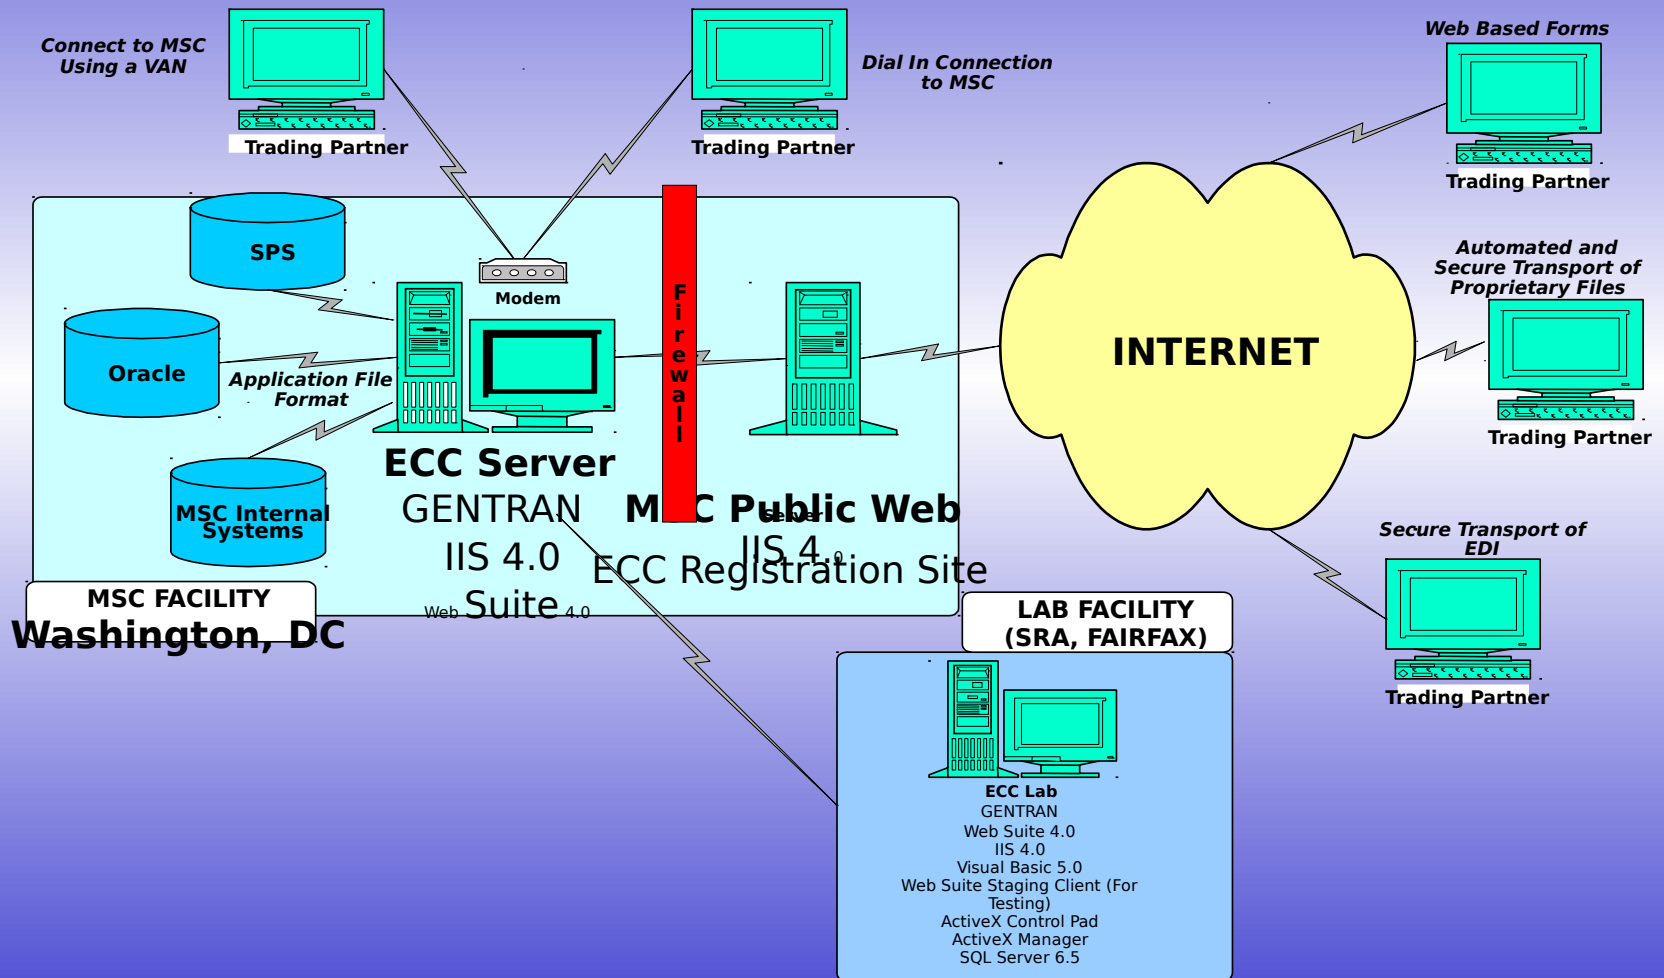 Connect to MSC
Using a VAN
Trading Partner
Dial In Connection
to MSC
Trading Partner
Web Based Forms
Trading Partner
Automated and
Secure Transport of
Proprietary Files
Trading Partner
Secure Transport of
EDI
Trading Partner
INTERNET
SPS
Oracle
MSC Internal
Systems
Application File
Format
Modem
Firewall
ECC Server
GENTRAN
IIS 4.0
Web Suite 4.0
MSC Public Web
Server
IIS 4.0
ECC Registration Site
MSC FACILITY
Washington, DC
LAB FACILITY
(SRA, FAIRFAX)
ECC Lab
GENTRAN
Web Suite 4.0
IIS 4.0
Visual Basic 5.0
Web Suite Staging Client (For
Testing)
ActiveX Control Pad
ActiveX Manager
SQL Server 6.5